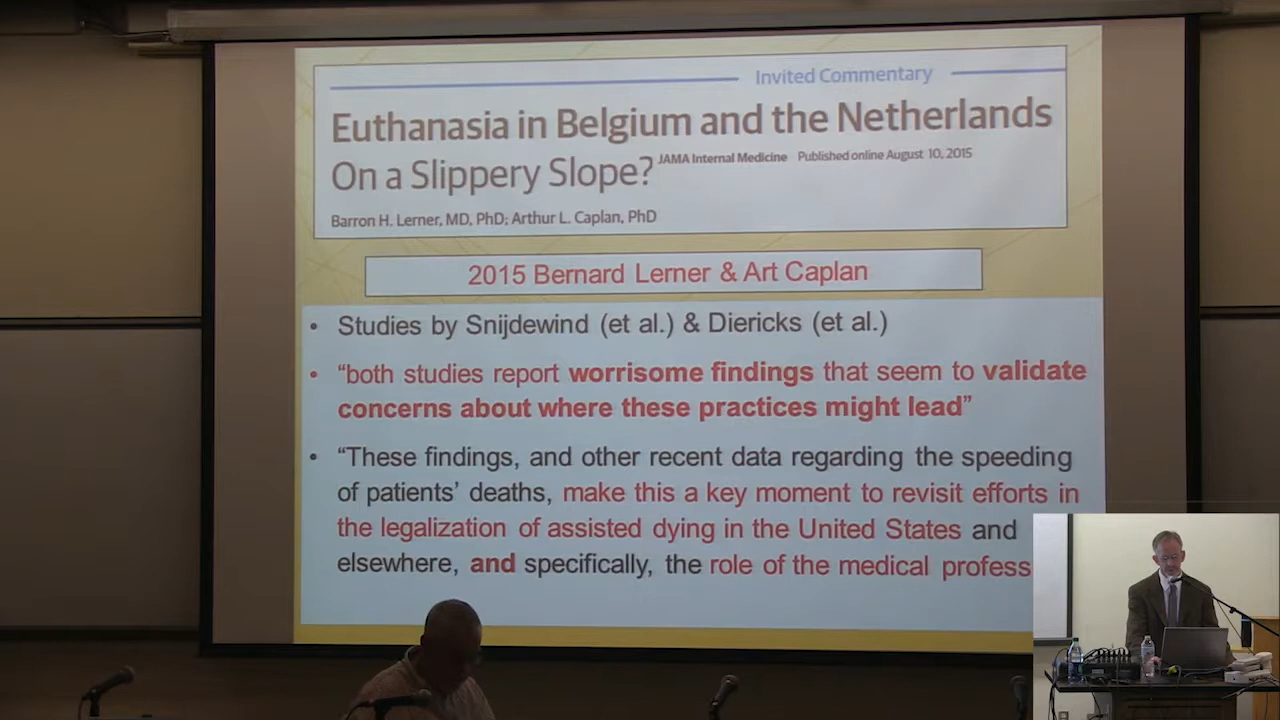 Invited Commentary
Euthanasia in Belgium and the Netherlands
On a Slippery Slope? JAMA Internal Medicine Published online August 10, 2015
Barron H. Lerner, MD, PhD; Arthur L. Caplan, PhD
2015 Bernard Lerner & Art Caplan
• Studies by Snijdewind (et al.) & Diericks (et al.)
• “both studies report worrisome findings that seem to validate
concerns about where these practices might lead”
• “These findings, and other recent data regarding the speeding
of patients’ deaths, make this a key moment to revisit efforts in
the legalization of assisted dying in the United States and
elsewhere, and specifically, the role of the medical profess